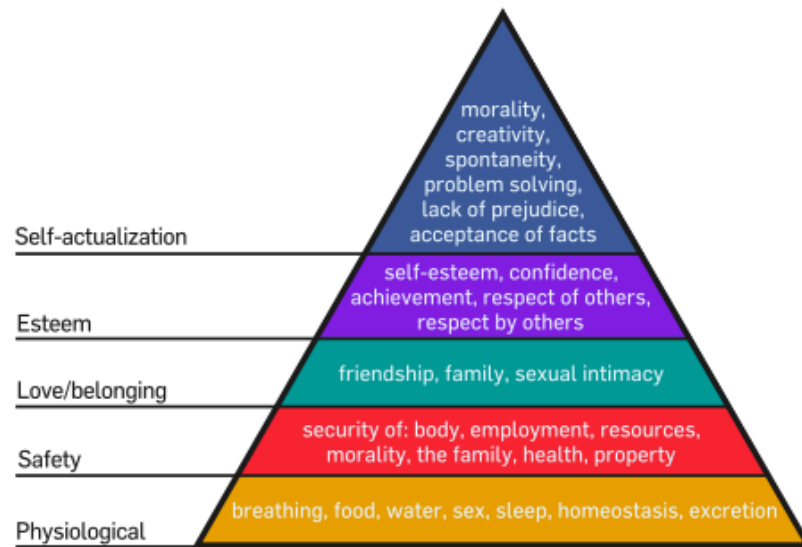 morality,
creativity,
spontaneity,
problem solving,
lack of prejudice,
acceptance of facts
Self-actualization
self-esteem, confidence,
achievement, respect of others,
respect by others
Esteem
friendship, family, sexual intimacy
Love/belonging
security of: body, employment, resources,
morality, the family, health, property
Safety
breathing, food, water, sex, sleep, homeostasis, excretion
Physiological